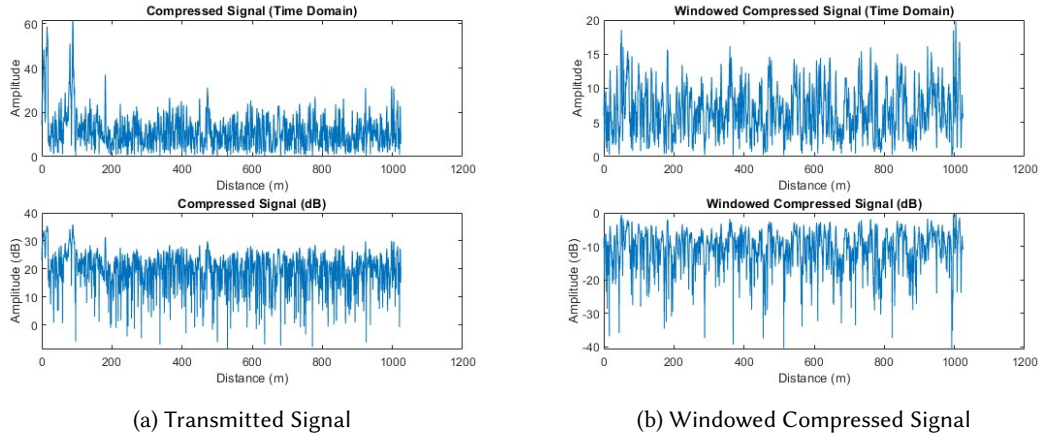 Compressed Signal (Time Domain)
60
40
20
0
Amplitude
0 200 400 600 800 1000 1200
Distance (m)
Compressed Signal (dB)
40
30
20
10
0
Amplitude (dB)
0 200 400 600 800 1000 1200
Distance (m)
(a) Transmitted Signal
Windowed Compressed Signal (Time Domain)
20
15
10
5
0
Amplitude
0 200 400 600 800 1000 1200
Distance (m)
Windowed Compressed Signal (dB)
0
-10
-20
-30
-40
Amplitude (dB)
0 200 400 600 800 1000 1200
Distance (m)
(b) Windowed Compressed Signal